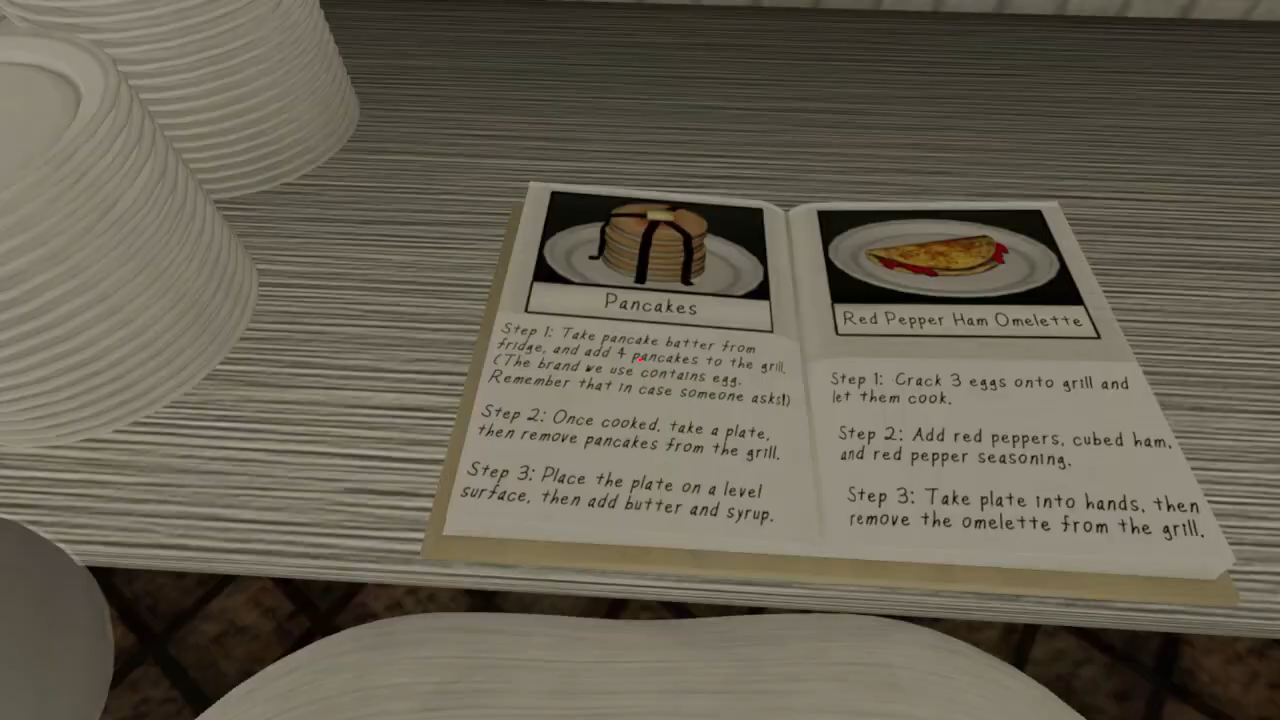 Pancakes
Step 1: Take pancake batter from
fridge, and add 4 pancakes to the grill.
(The brand we use contains egg.
Remember that in case someone asks!)
Step 2: Once cooked, take a plate,
then remove pancakes from the grill.
Step 3: Place the plate on a level
surface, then add butter and syrup.
Red Pepper Ham Omelette
Step 1: Crack 3 eggs onto grill and
let them cook.
Step 2: Add red peppers, cubed ham,
and red pepper seasoning.
Step 3: Take plate into hands, then
remove the omelette from the grill.